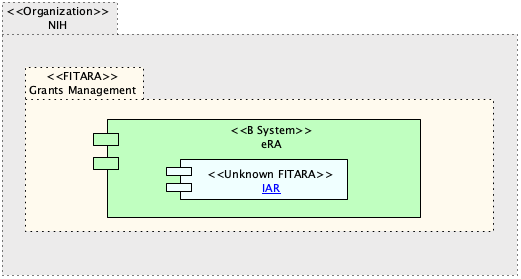 <<Organization>>
NIH
<<FITARA>>
Grants Management
<<B System>>
eRA
<<Unknown FITARA>>
IAR